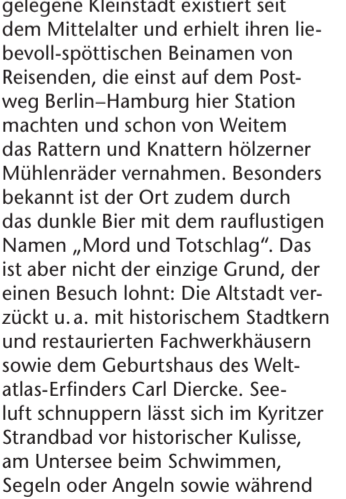 gelegene Kleinstadt existiert seit
dem Mittelalter und erhielt ihren lie-
bevoll-spöttischen Beinamen von
Reisenden, die einst auf dem Post-
weg Berlin–Hamburg hier Station
machten und schon von Weitem
das Rattern und Knattern hölzerner
Mühlenräder vernahmen. Besonders
bekannt ist der Ort zudem durch
das dunkle Bier mit dem rauflustigen
Namen „Mord und Totschlag“. Das
ist aber nicht der einzige Grund, der
einen Besuch lohnt: Die Altstadt ver-
zückt u. a. mit historischem Stadtkern
und restaurierten Fachwerkhäusern
sowie dem Geburtshaus des Welt-
atlas-Erfinders Carl Diercke. See-
luft schnuppern lässt sich im Kyritzer
Strandbad vor historischer Kulisse,
am Untersee beim Schwimmen,
Segeln oder Angeln sowie während